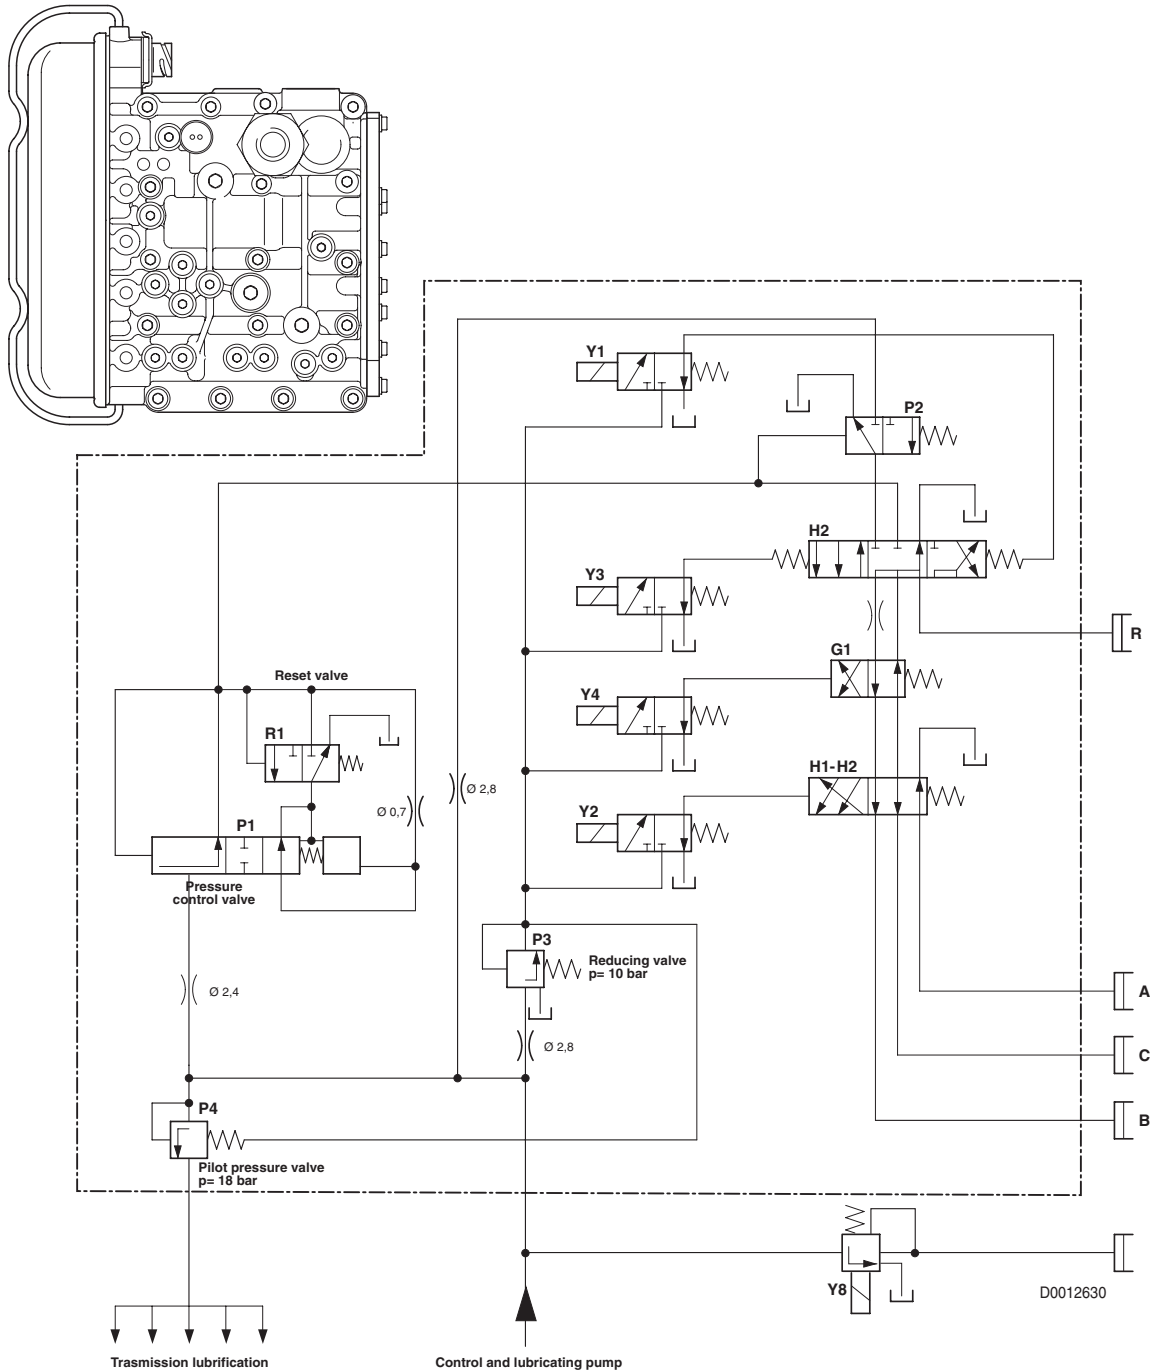 Y1
P2
H2
Y3
R
G1
Reset valve
Y4
R1
H1-H2
Ø 2,8
Ø 0,7
Y2
P1
Pressure
control valve
P3
Reducing valve
p= 10 bar
Ø 2,4
A
Ø 2,8
C
P4
B
Pilot pressure valve
p= 18 bar
Y8
D0012630
Trasmission lubrification
Control and lubricating pump